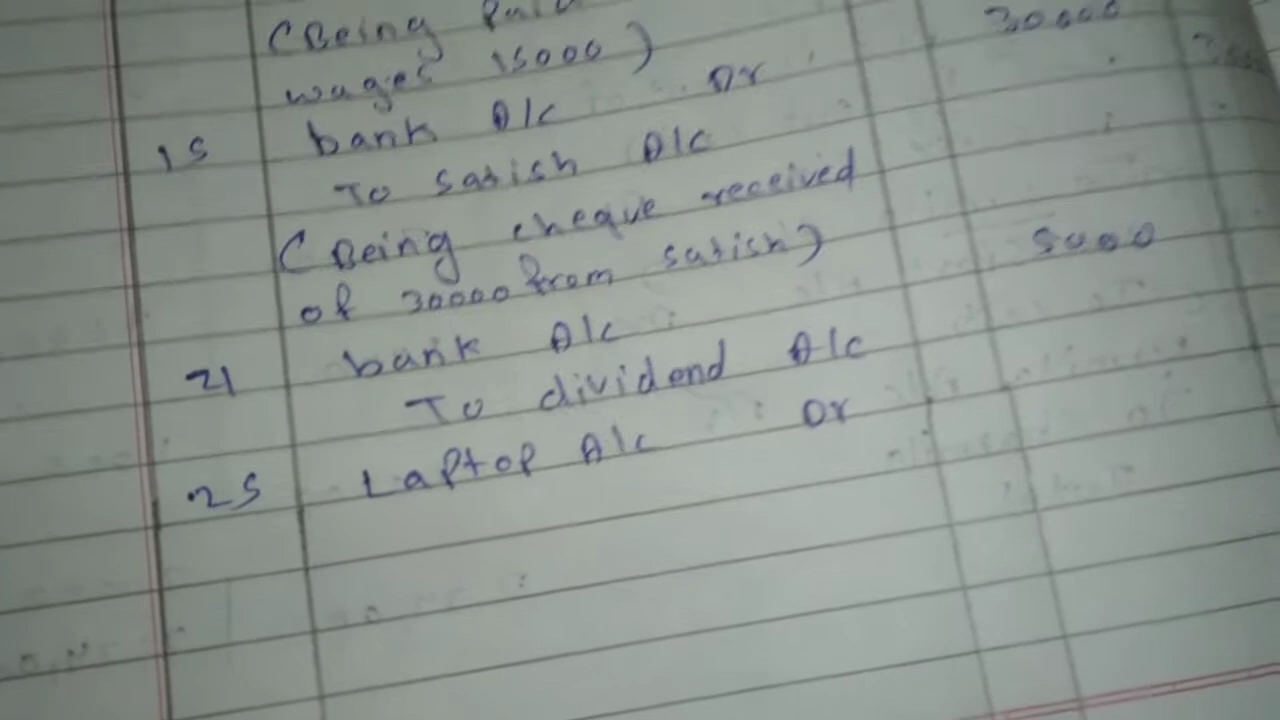 (Being Paid
wages 15000)
30000
15 bank A/c Dr
To satish A/c
(Being cheque received
of 30000 from satish)
21 bank A/c 5000
To dividend A/c
25 Laptop A/c Dr